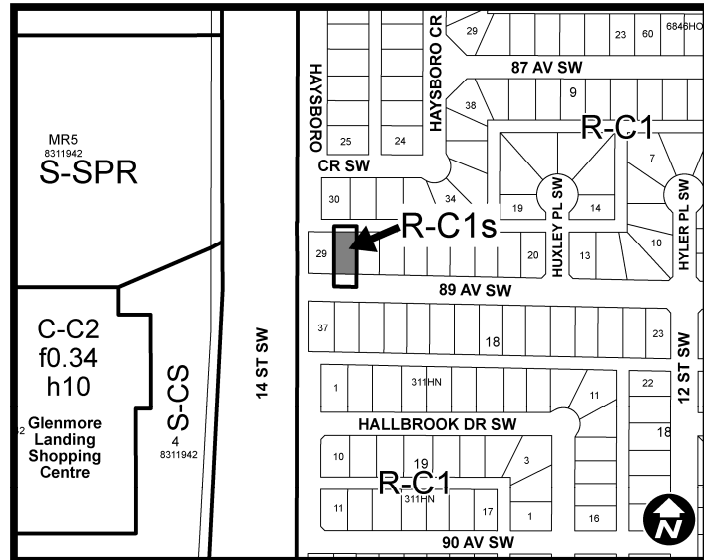 29
23
60
6846HO
87 AV SW
HAYSBORO
HAYSBORO CR
38
9
R-C1
MR5
8311942
S-SPR
25
24
7
CR SW
30
34
19
14
HUXLEY PL SW
HYLER PL SW
R-C1s
29
20
13
10
89 AV SW
C-C2
f0.34
h10
37
18
23
14 ST SW
12 ST SW
S-CS
1
311HN
11
22
Glenmore
Landing
Shopping
Centre
4
8311942
HALLBROOK DR SW
18
10
19
3
R-C1
311HN
11
17
1
16
90 AV SW
N